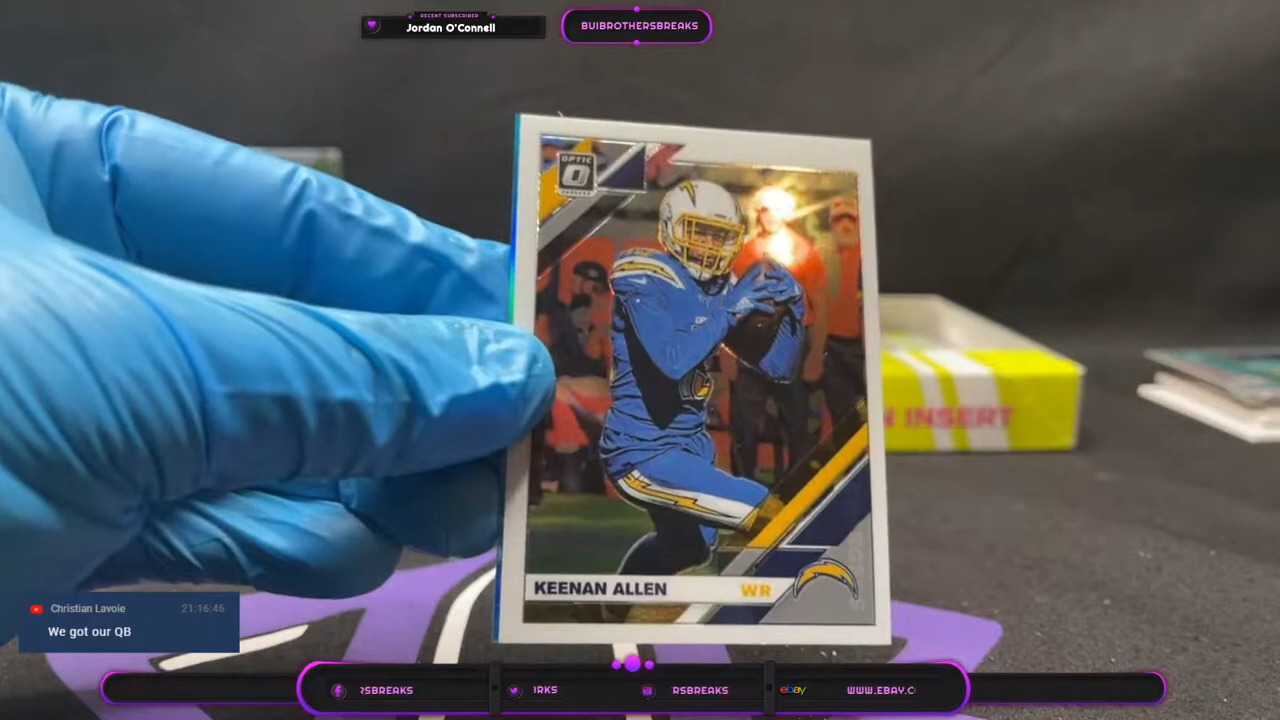 RECENT SUBSCRIBER
Jordan O'Connell
BUIBROTHERSBREAKS
OPTIC
KEENAN ALLEN WR
N INSERT
Christian Lavoie 21:16:46
We got our QB
RSBREAKS
RKS
RSBREAKS
ebay
WWW.EBAY.C